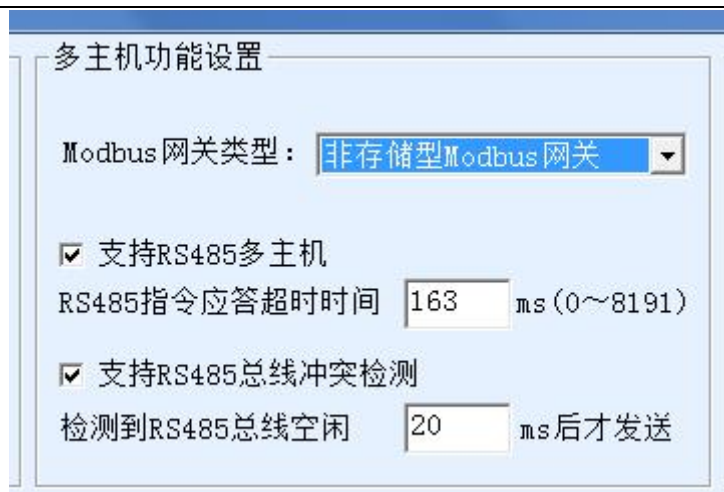 多主机功能设置
Modbus网关类型: 非存储型Modbus网关
支持RS485多主机
RS485指令应答超时时间 163 ms(0～8191)
支持RS485总线冲突检测
检测到RS485总线空闲 20 ms后才发送